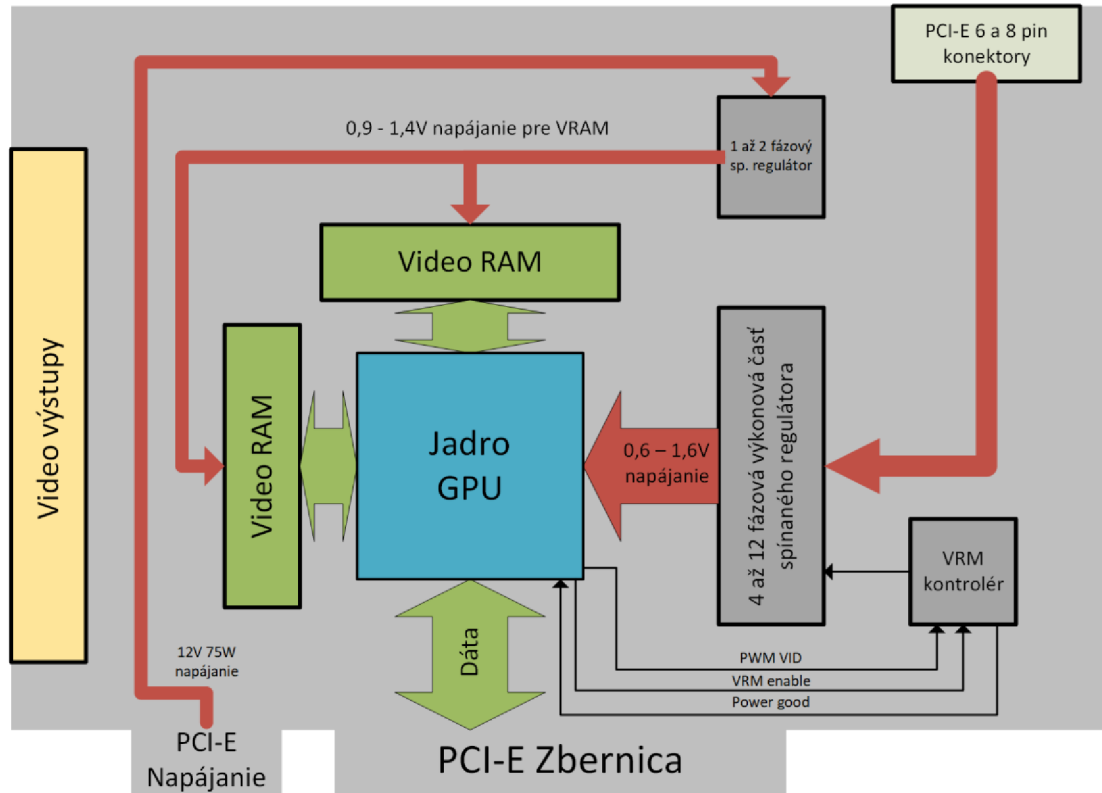 PCI-E 6 a 8 pin
konektory
0,9 - 1,4V napájanie pre VRAM
1 až 2 fázový
sp. regulátor
Video RAM
Video výstupy
Video RAM
Jadro
GPU
0,6 – 1,6V
napájanie
4 až 12 fázová výkonová časť
spínaného regulátora
VRM
kontrolér
Dáta
12V 75W
napájanie
PWM VID
VRM enable
Power good
PCI-E
Napájanie
PCI-E Zbernica